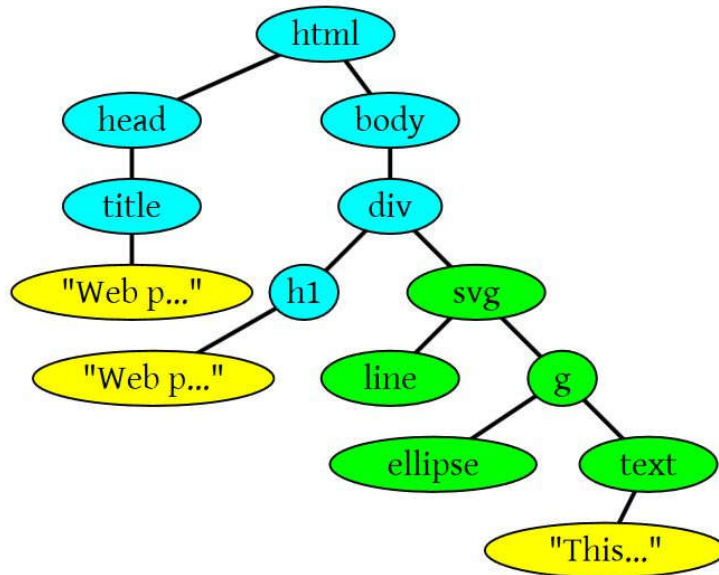 html
head
body
title
div
"Web p..."
h1
svg
"Web p..."
line
g
ellipse
text
"This..."